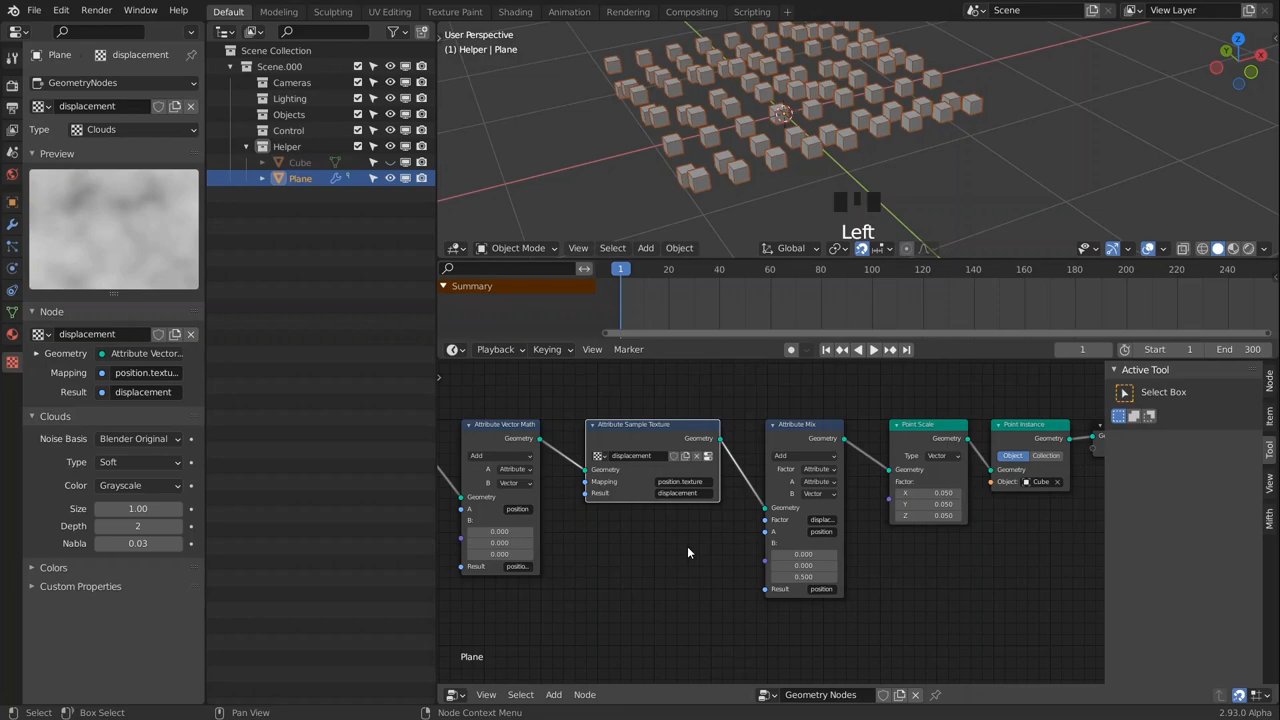 File Edit Render Window Help Default Modeling Sculpting UV Editing Texture Paint Shading Animation Rendering Compositing Scripting + Scene View Layer
Plane displacement
GeometryNodes
displacement
Type Clouds
Preview
Node
displacement
Geometry Attribute Vector...
Mapping position.textu...
Result displacement
Clouds
Noise Basis Blender Original
Type Soft
Color Grayscale
Size 1.00
Depth 2
Nabla 0.03
Colors
Custom Properties
Scene Collection
Scene.000
Cameras
Lighting
Objects
Control
Helper
Cube
Plane
User Perspective
(1) Helper | Plane
Z
Y
X
Left
Object Mode View Select Add Object Global
1 20 40 60 80 100 120 140 160 180 200 220 240
Summary
Playback Keying View Marker 1 Start 1 End 300
Attribute Vector Math
Geometry
Add
A Attribute
B Vector
Geometry
A position
B:
0.000
0.000
0.000
Result positio...
Attribute Sample Texture
Geometry
displacement
Geometry
Mapping position.texture
Result displacement
Attribute Mix
Geometry
Add
Factor Attribute
A Attribute
B Vector
Geometry
Factor displac...
A position
B:
0.000
0.000
0.500
Result position
Point Scale
Geometry
Type Vector
Geometry
Factor:
X 0.050
Y 0.050
Z 0.050
Point Instance
Geometry
Object Collection
Geometry
Object: Cube
Active Tool
Select Box
Node
Item
Tool
View
Mtlh
Plane
View Select Add Node Geometry Nodes
Select Box Select Pan View Node Context Menu 2.93.0 Alpha